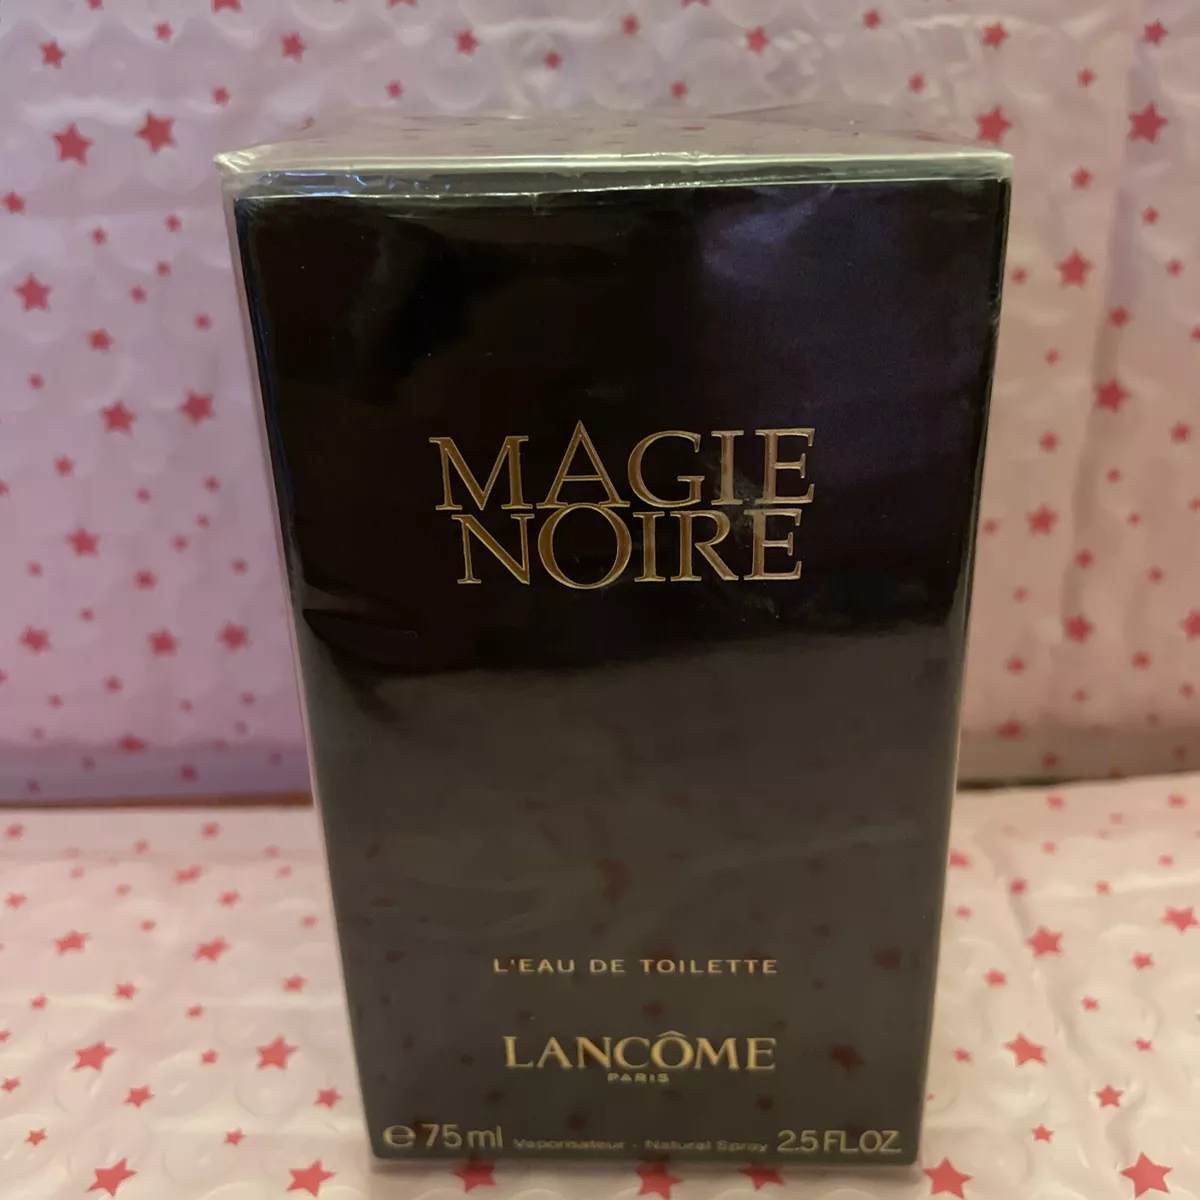 MAGIE
NOIRE
L'EAU DE TOILETTE
LANCÔME
PARIS
e 75 ml Vaporisateur - Natural Spray 2.5 FL.OZ.